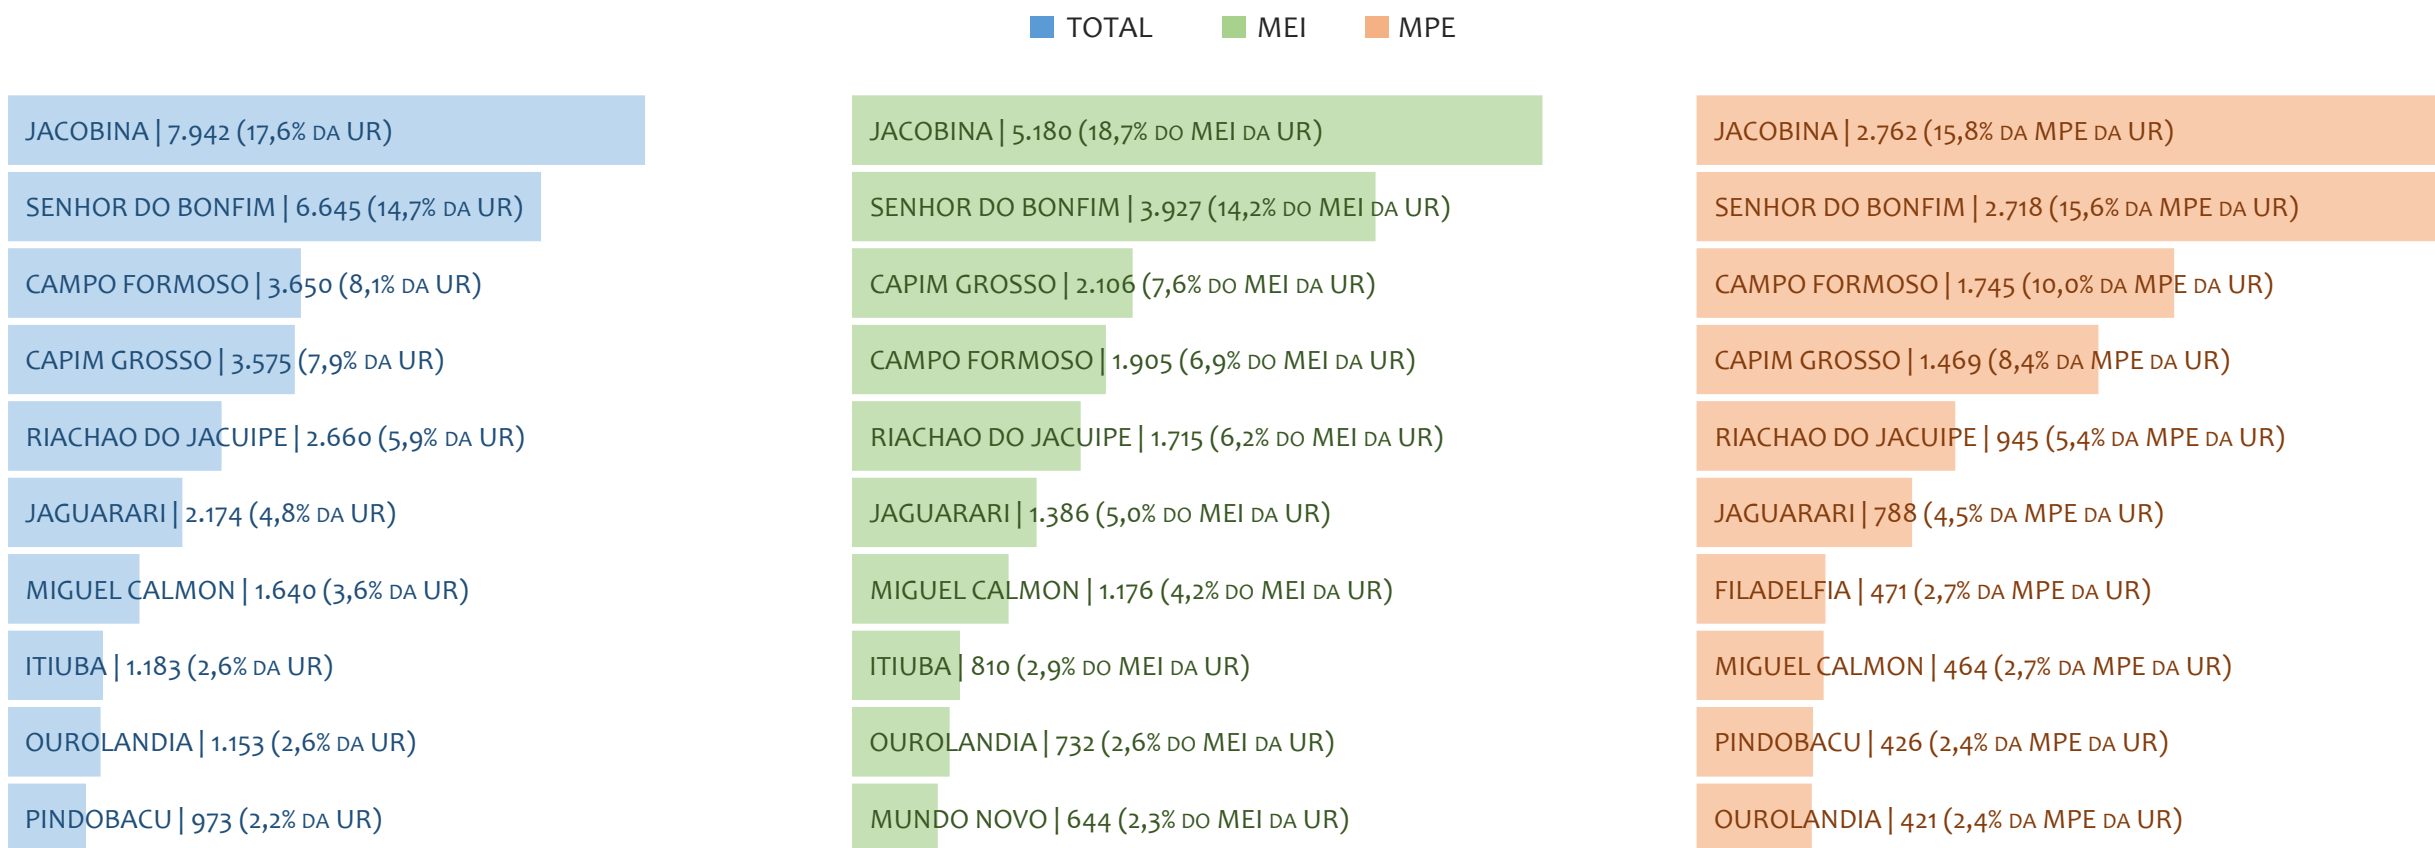 TOTAL MEI MPE
JACOBINA | 7.942 (17,6% DA UR)
SENHOR DO BONFIM | 6.645 (14,7% DA UR)
CAMPO FORMOSO | 3.650 (8,1% DA UR)
CAPIM GROSSO | 3.575 (7,9% DA UR)
RIACHAO DO JACUIPE | 2.660 (5,9% DA UR)
JAGUARARI | 2.174 (4,8% DA UR)
MIGUEL CALMON | 1.640 (3,6% DA UR)
ITIUBA | 1.183 (2,6% DA UR)
OUROLANDIA | 1.153 (2,6% DA UR)
PINDOBACU | 973 (2,2% DA UR)
JACOBINA | 5.180 (18,7% DO MEI DA UR)
SENHOR DO BONFIM | 3.927 (14,2% DO MEI DA UR)
CAPIM GROSSO | 2.106 (7,6% DO MEI DA UR)
CAMPO FORMOSO | 1.905 (6,9% DO MEI DA UR)
RIACHAO DO JACUIPE | 1.715 (6,2% DO MEI DA UR)
JAGUARARI | 1.386 (5,0% DO MEI DA UR)
MIGUEL CALMON | 1.176 (4,2% DO MEI DA UR)
ITIUBA | 810 (2,9% DO MEI DA UR)
OUROLANDIA | 732 (2,6% DO MEI DA UR)
MUNDO NOVO | 644 (2,3% DO MEI DA UR)
JACOBINA | 2.762 (15,8% DA MPE DA UR)
SENHOR DO BONFIM | 2.718 (15,6% DA MPE DA UR)
CAMPO FORMOSO | 1.745 (10,0% DA MPE DA UR)
CAPIM GROSSO | 1.469 (8,4% DA MPE DA UR)
RIACHAO DO JACUIPE | 945 (5,4% DA MPE DA UR)
JAGUARARI | 788 (4,5% DA MPE DA UR)
FILADELFIA | 471 (2,7% DA MPE DA UR)
MIGUEL CALMON | 464 (2,7% DA MPE DA UR)
PINDOBACU | 426 (2,4% DA MPE DA UR)
OUROLANDIA | 421 (2,4% DA MPE DA UR)